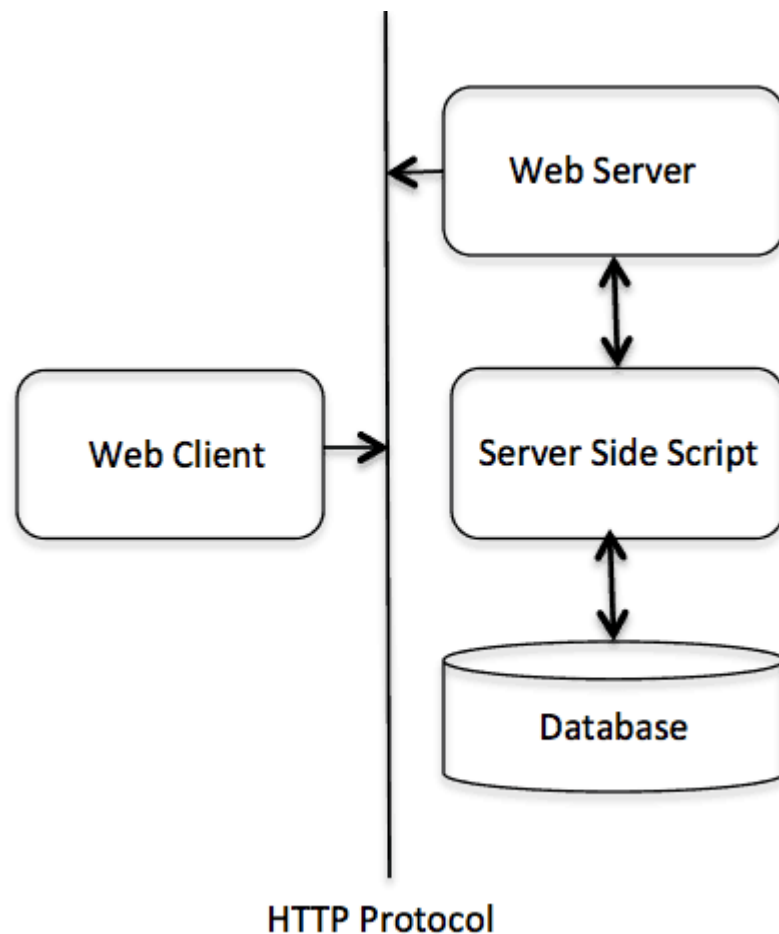 Web Server
Web Client
Server Side Script
Database
HTTP Protocol